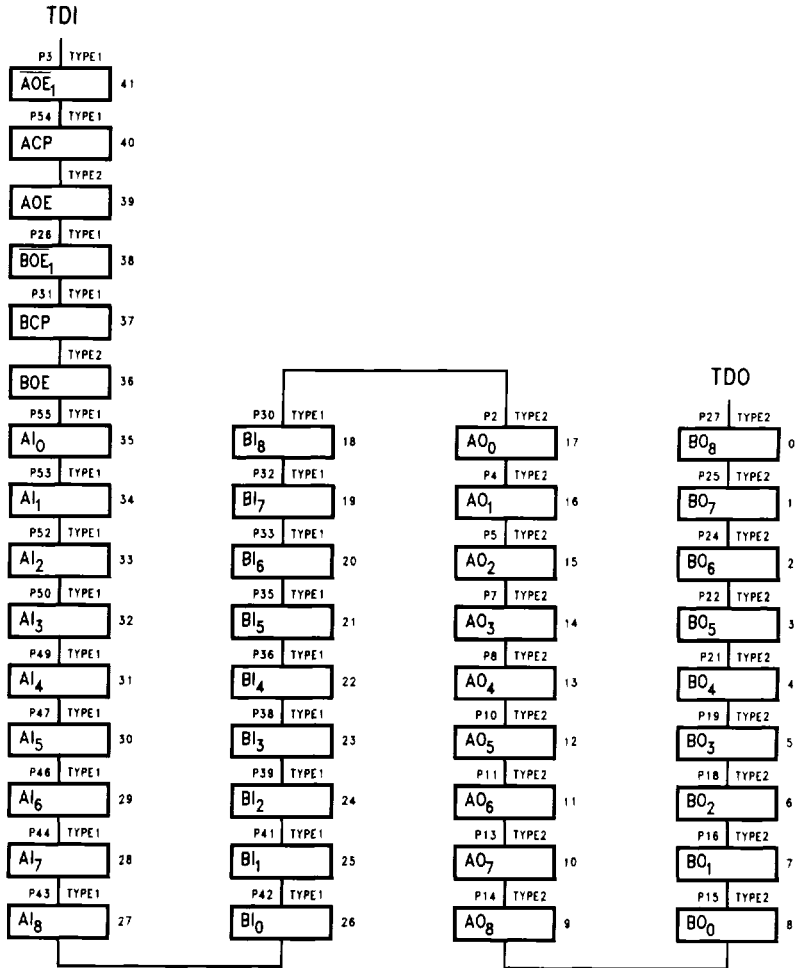 TDI
P3 TYPE1
AOE1 41
P54 TYPE1
ACP 40
TYPE2
AOE 39
P26 TYPE1
BOE1 38
P31 TYPE1
BCP 37
TYPE2
BOE 36
P55 TYPE1
AI0 35
P53 TYPE1
AI1 34
P52 TYPE1
AI2 33
P50 TYPE1
AI3 32
P49 TYPE1
AI4 31
P47 TYPE1
AI5 30
P46 TYPE1
AI6 29
P44 TYPE1
AI7 28
P43 TYPE1
AI8 27
P30 TYPE1
BI8 18
P32 TYPE1
BI7 19
P33 TYPE1
BI6 20
P35 TYPE1
BI5 21
P36 TYPE1
BI4 22
P38 TYPE1
BI3 23
P39 TYPE1
BI2 24
P41 TYPE1
BI1 25
P42 TYPE1
BI0 26
P2 TYPE2
AO0 17
P4 TYPE2
AO1 16
P5 TYPE2
AO2 15
P7 TYPE2
AO3 14
P8 TYPE2
AO4 13
P10 TYPE2
AO5 12
P11 TYPE2
AO6 11
P13 TYPE2
AO7 10
P14 TYPE2
AO8 9
TDO
P27 TYPE2
BO8 0
P25 TYPE2
BO7 1
P24 TYPE2
BO6 2
P22 TYPE2
BO5 3
P21 TYPE2
BO4 4
P19 TYPE2
BO3 5
P18 TYPE2
BO2 6
P16 TYPE2
BO1 7
P15 TYPE2
BO0 8